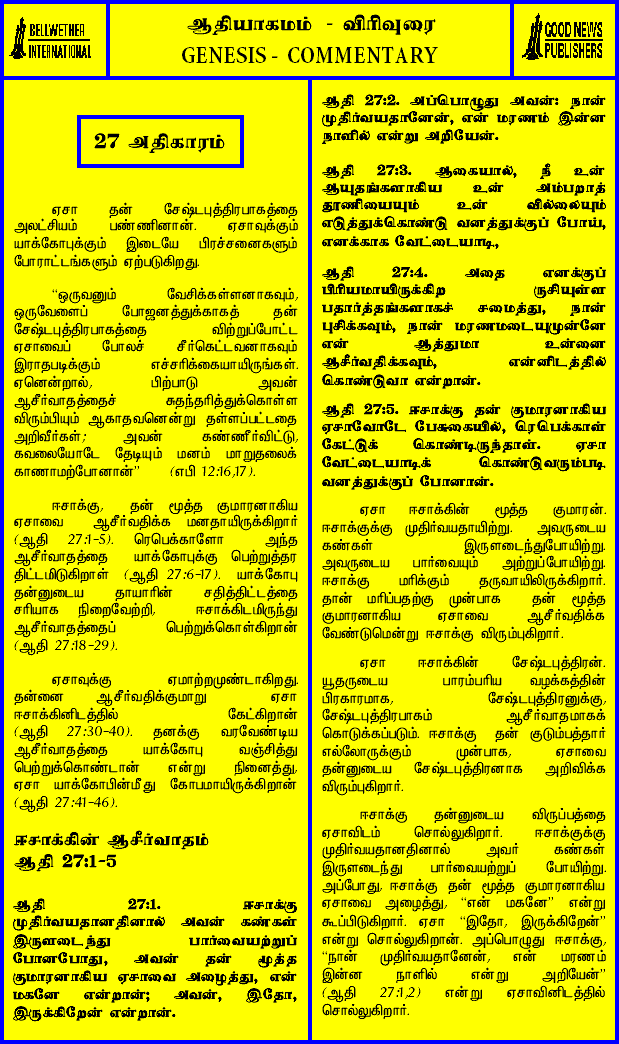 BELLWETHER
INTERNATIONAL
ஆதியாகமம் - விரிவுரை
GENESIS - COMMENTARY
GOOD NEWS
PUBLISHERS
27 அதிகாரம்
ஏசா தன் சேஷ்டபுத்திரபாகத்தை
அலட்சியம் பண்ணினான். ஏசாவுக்கும்
யாக்கோபுக்கும் இடையே பிரச்சனைகளும்
போராட்டங்களும் ஏற்படுகிறது.
“ஒருவனும் வேசிக்கள்ளனாகவும்,
ஒருவேளைப் போஜனத்துக்காகத் தன்
சேஷ்டபுத்திரபாகத்தை விற்றுப்போட்ட
ஏசாவைப் போலச் சீர்கெட்டவனாகவும்
இராதபடிக்கும் எச்சரிக்கையாயிருங்கள்.
ஏனென்றால், பிற்பாடு அவன்
ஆசீர்வாதத்தைச் சுதந்தரித்துக்கொள்ள
விரும்பியும் ஆகாதவனென்று தள்ளப்பட்டதை
அறிவீர்கள்; அவன் கண்ணீர்விட்டு,
கவலையோடே தேடியும் மனம் மாறுதலைக்
காணாமற்போனான்” (எபி 12:16,17).
ஈசாக்கு, தன் மூத்த குமாரனாகிய
ஏசாவை ஆசீர்வதிக்க மனதாயிருக்கிறார்
(ஆதி 27:1-5). ரெபெக்காளோ அந்த
ஆசீர்வாதத்தை யாக்கோபுக்கு பெற்றுத்தர
திட்டமிடுகிறாள் (ஆதி 27:6-17). யாக்கோபு
தன்னுடைய தாயாரின் சதித்திட்டத்தை
சரியாக நிறைவேற்றி, ஈசாக்கிடமிருந்து
ஆசீர்வாதத்தைப் பெற்றுக்கொள்கிறான்
(ஆதி 27:18-29).
ஏசாவுக்கு ஏமாற்றமுண்டாகிறது.
தன்னை ஆசீர்வதிக்குமாறு ஏசா
ஈசாக்கினிடத்தில் கேட்கிறான்
(ஆதி 27:30-40). தனக்கு வரவேண்டிய
ஆசீர்வாதத்தை யாக்கோபு வஞ்சித்து
பெற்றுக்கொண்டான் என்று நினைத்து,
ஏசா யாக்கோபின்மீது கோபமாயிருக்கிறான்
(ஆதி 27:41-46).
ஈசாக்கின் ஆசீர்வாதம்
ஆதி 27:1-5
ஆதி 27:1. ஈசாக்கு
முதிர்வயதானதினால் அவன் கண்கள்
இருளடைந்து பார்வையற்றுப்
போனபோது, அவன் தன் மூத்த
குமாரனாகிய ஏசாவை அழைத்து, என்
மகனே என்றான்; அவன், இதோ,
இருக்கிறேன் என்றான்.
ஆதி 27:2. அப்பொழுது அவன்: நான்
முதிர்வயதானேன், என் மரணம் இன்ன
நாளில் என்று அறியேன்.
ஆதி 27:3. ஆகையால், நீ உன்
ஆயுதங்களாகிய உன் அம்பறாத்
தூணியையும் உன் வில்லையும்
எடுத்துக்கொண்டு வனத்துக்குப் போய்,
எனக்காக வேட்டையாடி,
ஆதி 27:4. அதை எனக்குப்
பிரியமாயிருக்கிற ருசியுள்ள
பதார்த்தங்களாகச் சமைத்து, நான்
புசிக்கவும், நான் மரணமடையுமுன்னே
என் ஆத்துமா உன்னை
ஆசீர்வதிக்கவும், என்னிடத்தில்
கொண்டுவா என்றான்.
ஆதி 27:5. ஈசாக்கு தன் குமாரனாகிய
ஏசாவோடே பேசுகையில், ரெபெக்காள்
கேட்டுக் கொண்டிருந்தாள். ஏசா
வேட்டையாடிக் கொண்டுவரும்படி
வனத்துக்குப் போனான்.
ஏசா ஈசாக்கின் மூத்த குமாரன்.
ஈசாக்குக்கு முதிர்வயதாயிற்று. அவருடைய
கண்கள் இருளடைந்துபோயிற்று.
அவருடைய பார்வையும் அற்றுப்போயிற்று.
ஈசாக்கு மரிக்கும் தருவாயிலிருக்கிறார்.
தான் மரிப்பதற்கு முன்பாக தன் மூத்த
குமாரனாகிய ஏசாவை ஆசீர்வதிக்க
வேண்டுமென்று ஈசாக்கு விரும்புகிறார்.
ஏசா ஈசாக்கின் சேஷ்டபுத்திரன்.
யூதருடைய பாரம்பரிய வழக்கத்தின்
பிரகாரமாக, சேஷ்டபுத்திரனுக்கு,
சேஷ்டபுத்திரபாகம் ஆசீர்வாதமாகக்
கொடுக்கப்படும். ஈசாக்கு தன் குடும்பத்தார்
எல்லோருக்கும் முன்பாக, ஏசாவை
தன்னுடைய சேஷ்டபுத்திரனாக அறிவிக்க
விரும்புகிறார்.
ஈசாக்கு தன்னுடைய விருப்பத்தை
ஏசாவிடம் சொல்லுகிறார். ஈசாக்குக்கு
முதிர்வயதானதினால் அவர் கண்கள்
இருளடைந்து பார்வையற்றுப் போயிற்று.
அப்போது, ஈசாக்கு தன் மூத்த குமாரனாகிய
ஏசாவை அழைத்து, “என் மகனே” என்று
கூப்பிடுகிறார். ஏசா “இதோ, இருக்கிறேன்”
என்று சொல்லுகிறான். அப்பொழுது ஈசாக்கு,
“நான் முதிர்வயதானேன், என் மரணம்
இன்ன நாளில் என்று அறியேன்”
(ஆதி 27:1,2) என்று ஏசாவினிடத்தில்
சொல்லுகிறார்.